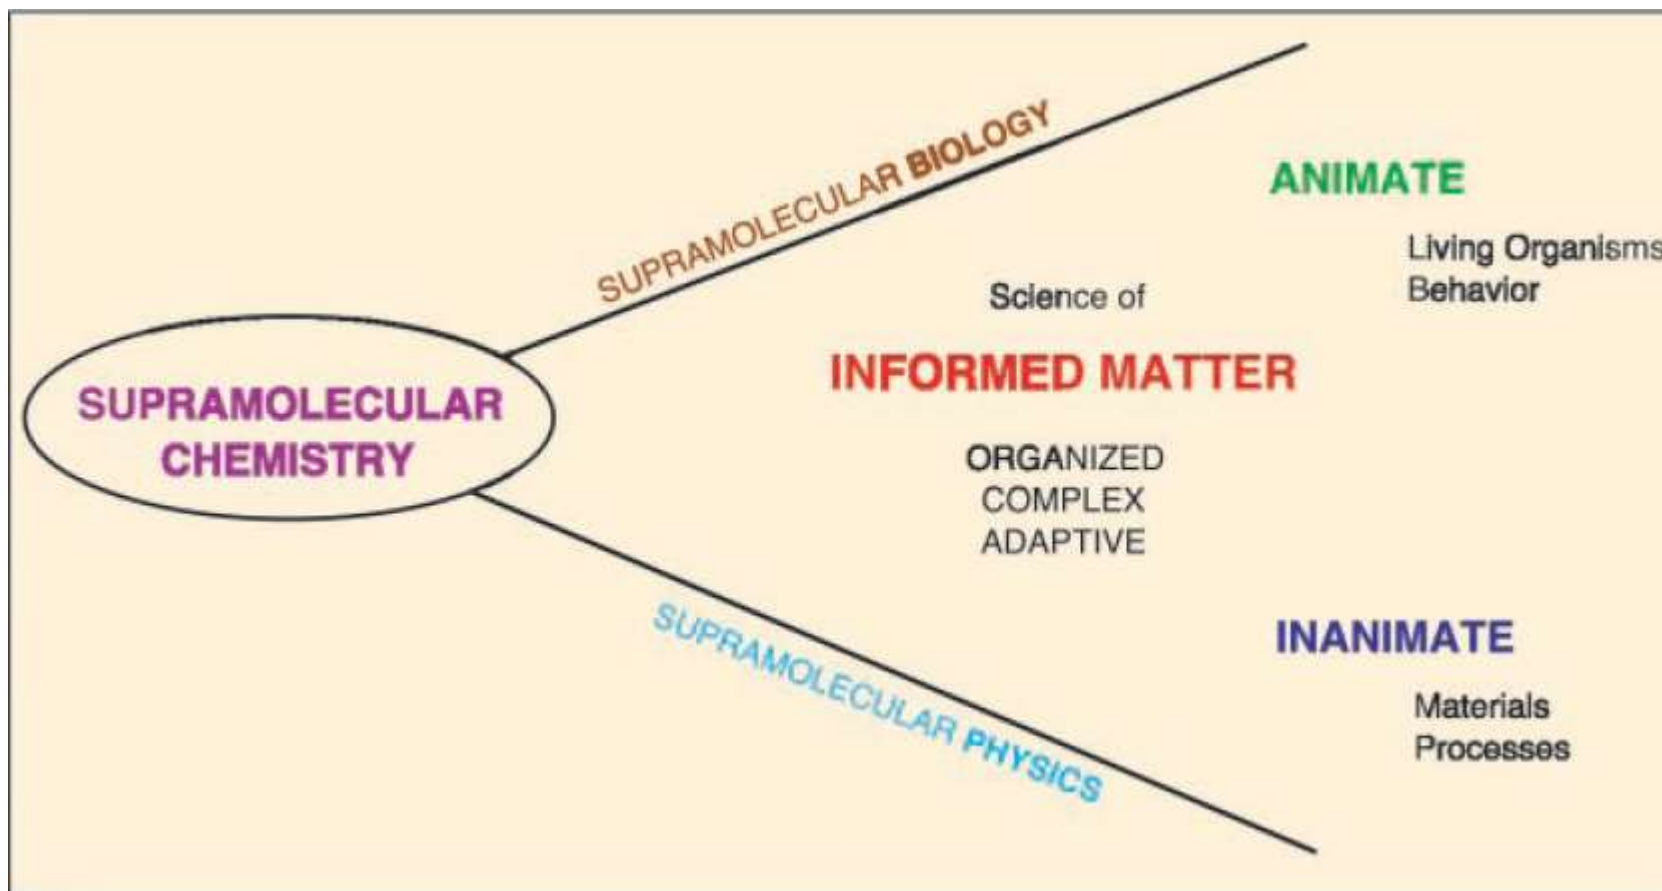 SUPRAMOLECULAR BIOLOGY
ANIMATE
Living Organisms
Behavior
Science of
INFORMED MATTER
SUPRAMOLECULAR
CHEMISTRY
ORGANIZED
COMPLEX
ADAPTIVE
SUPRAMOLECULAR PHYSICS
INANIMATE
Materials
Processes